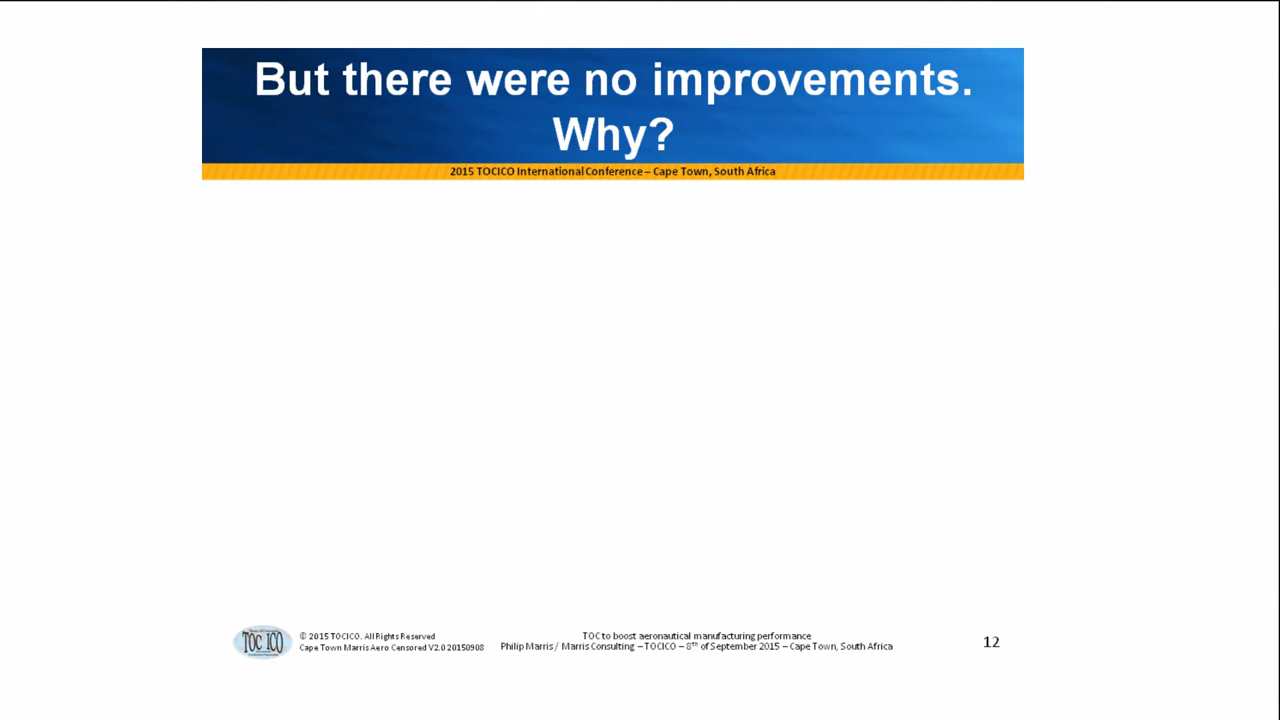 But there were no improvements.
Why?
2015 TOCICO International Conference – Cape Town, South Africa
TOC ICO
© 2015 TOCICO. All Rights Reserved
Cape Town Marris Aero Censored V2.0 20150908
TOC to boost aeronautical manufacturing performance
Philip Marris / Marris Consulting – TOCICO – 8th of September 2015 – Cape Town, South Africa
12